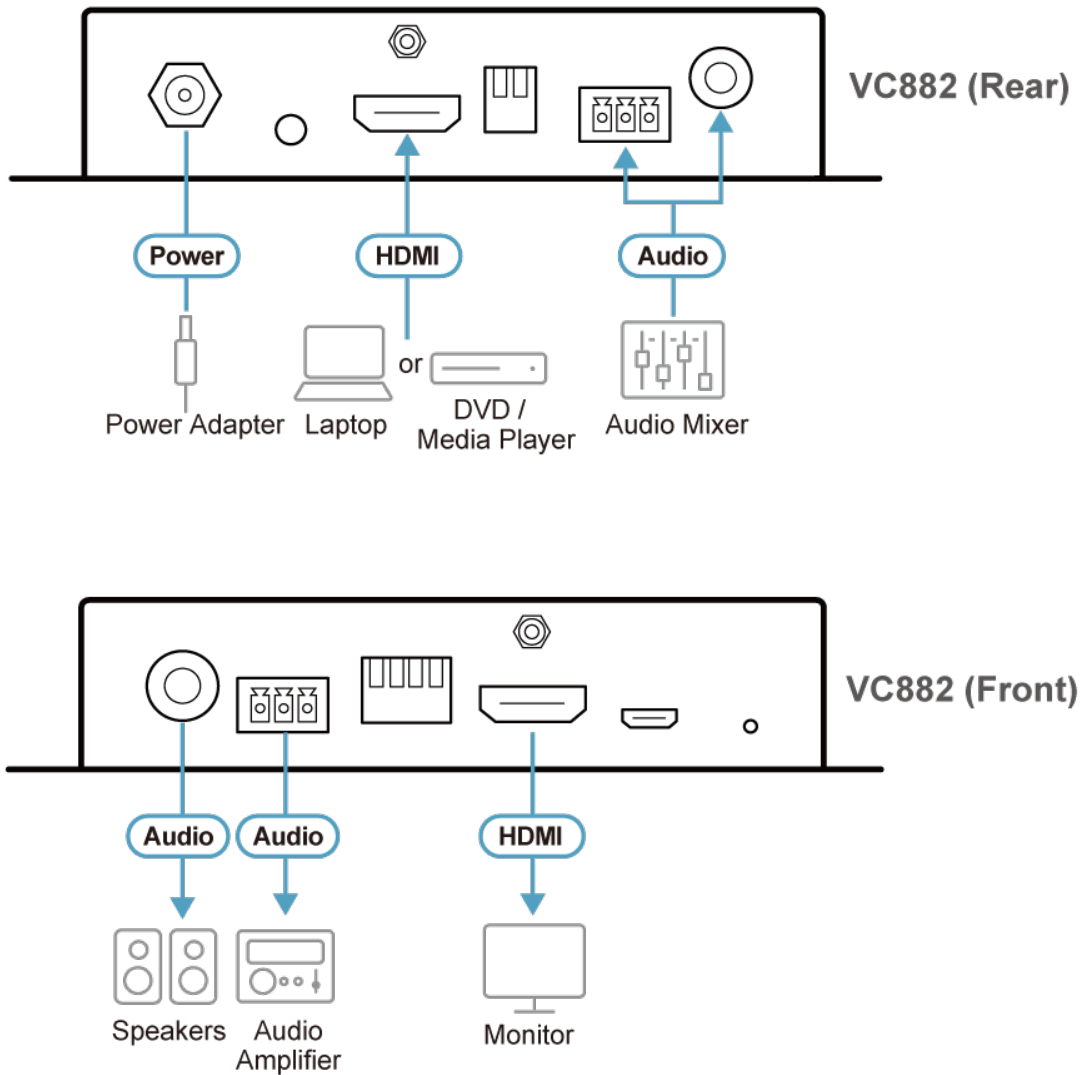 VC882 (Rear)
Power
HDMI
Audio
or
Power Adapter
Laptop
DVD /
Media Player
Audio Mixer
VC882 (Front)
Audio
Audio
HDMI
Speakers
Audio
Amplifier
Monitor